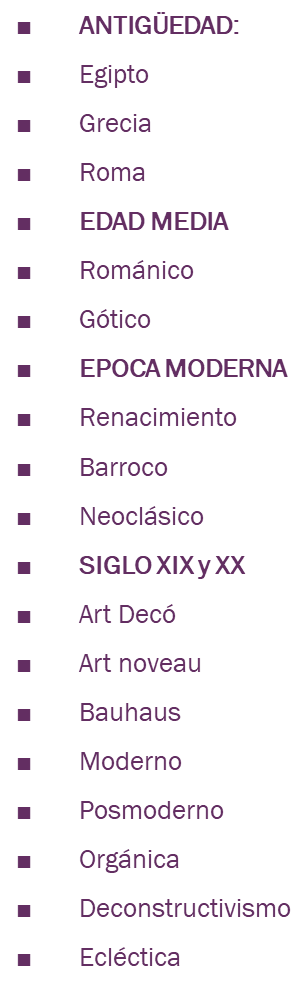 ■ ANTIGÜEDAD:
■ Egipto
■ Grecia
■ Roma
■ EDAD MEDIA
■ Románico
■ Gótico
■ EPOCA MODERNA
■ Renacimiento
■ Barroco
■ Neoclásico
■ SIGLO XIX y XX
■ Art Decó
■ Art noveau
■ Bauhaus
■ Moderno
■ Posmoderno
■ Orgánica
■ Deconstructivismo
■ Ecléctica